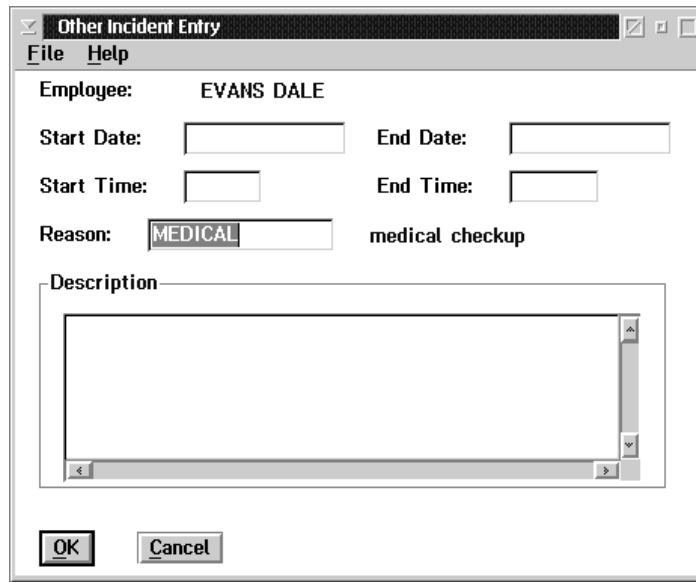 Other Incident Entry
File Help
Employee: EVANS DALE
Start Date: End Date:
Start Time: End Time:
Reason: MEDICAL medical checkup
Description
OK Cancel